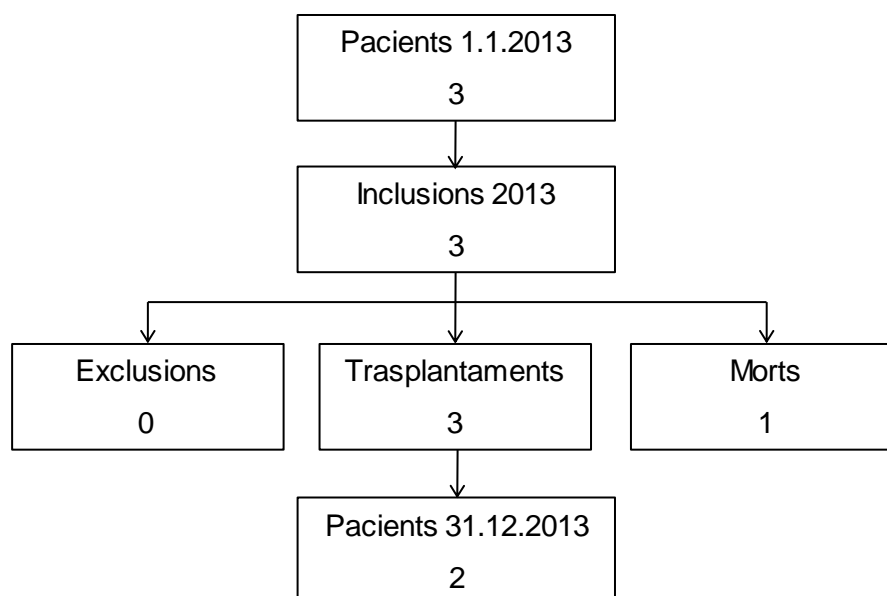 Pacients 1.1.2013
3
Inclusions 2013
3
Exclusions
0
Trasplantaments
3
Morts
1
Pacients 31.12.2013
2